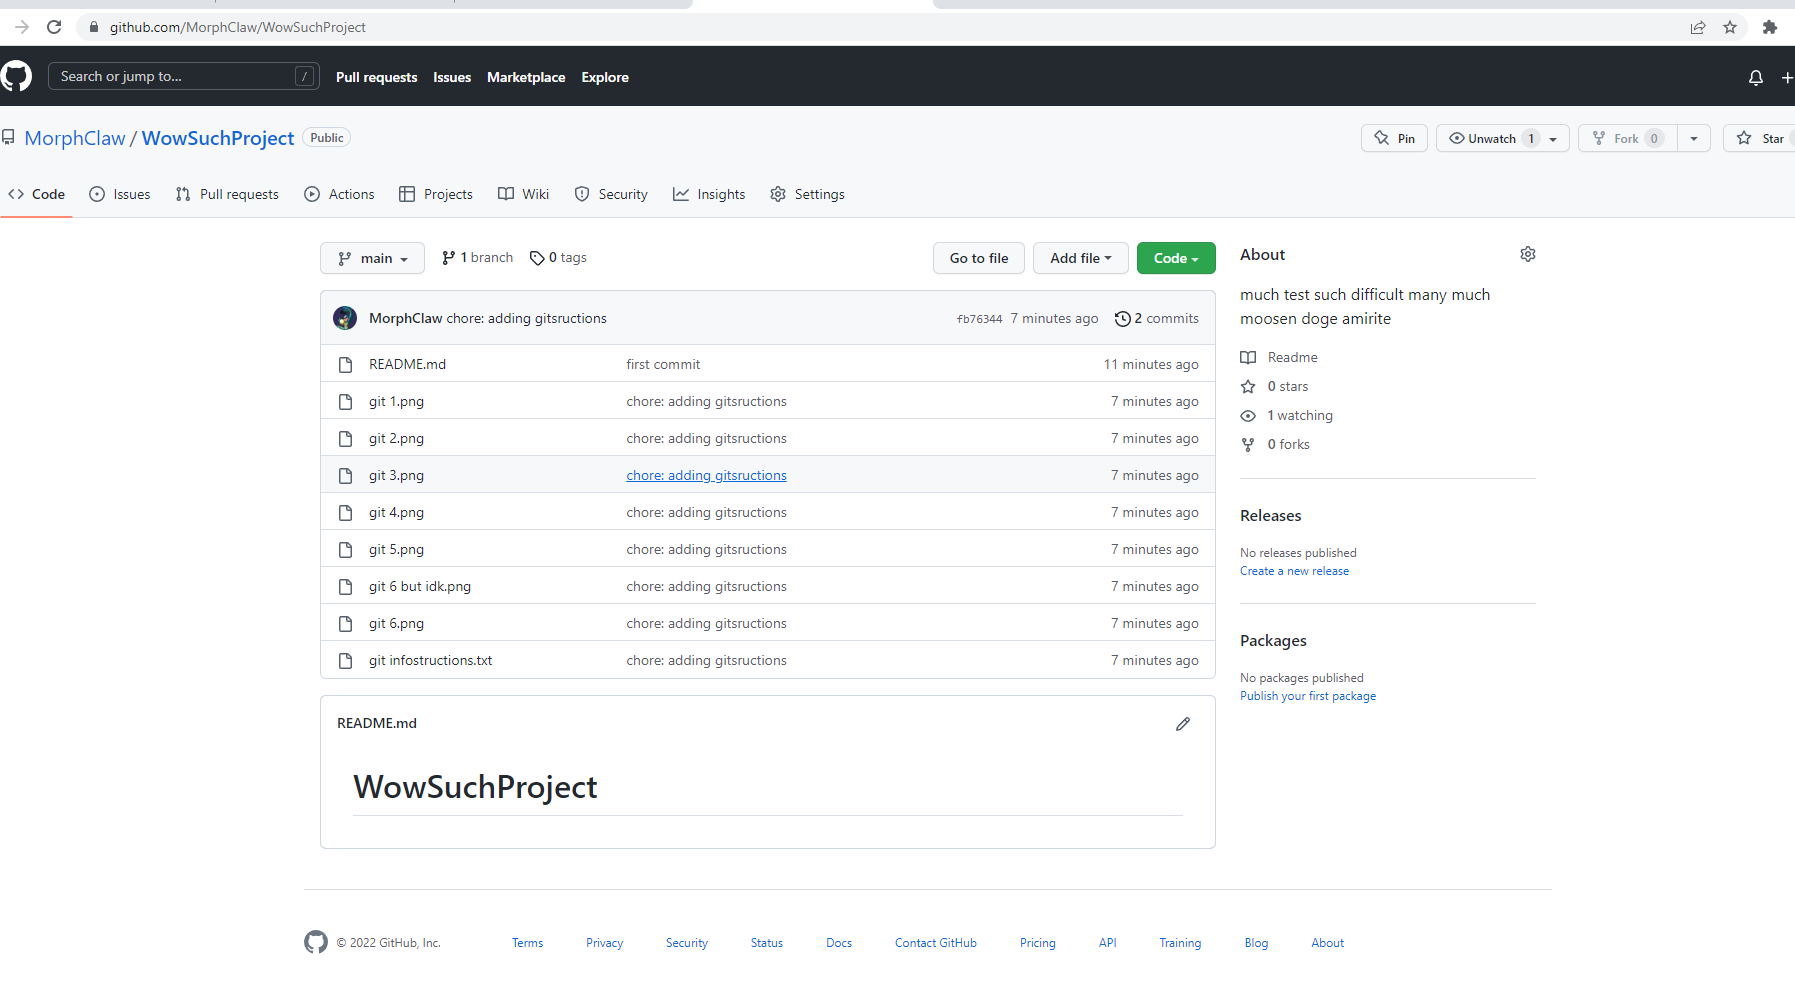 github.com/MorphClaw/WowSuchProject
Search or jump to... / Pull requests Issues Marketplace Explore
MorphClaw / WowSuchProject Public Pin Unwatch 1 Fork 0 Star
Code Issues Pull requests Actions Projects Wiki Security Insights Settings
main 1 branch 0 tags Go to file Add file Code
MorphClaw chore: adding gitsructions fb76344 7 minutes ago 2 commits
README.md first commit 11 minutes ago
git 1.png chore: adding gitsructions 7 minutes ago
git 2.png chore: adding gitsructions 7 minutes ago
git 3.png chore: adding gitsructions 7 minutes ago
git 4.png chore: adding gitsructions 7 minutes ago
git 5.png chore: adding gitsructions 7 minutes ago
git 6 but idk.png chore: adding gitsructions 7 minutes ago
git 6.png chore: adding gitsructions 7 minutes ago
git infostructions.txt chore: adding gitsructions 7 minutes ago
README.md
WowSuchProject
About
much test such difficult many much
moosen doge amirite
Readme
0 stars
1 watching
0 forks
Releases
No releases published
Create a new release
Packages
No packages published
Publish your first package
© 2022 GitHub, Inc. Terms Privacy Security Status Docs Contact GitHub Pricing API Training Blog About